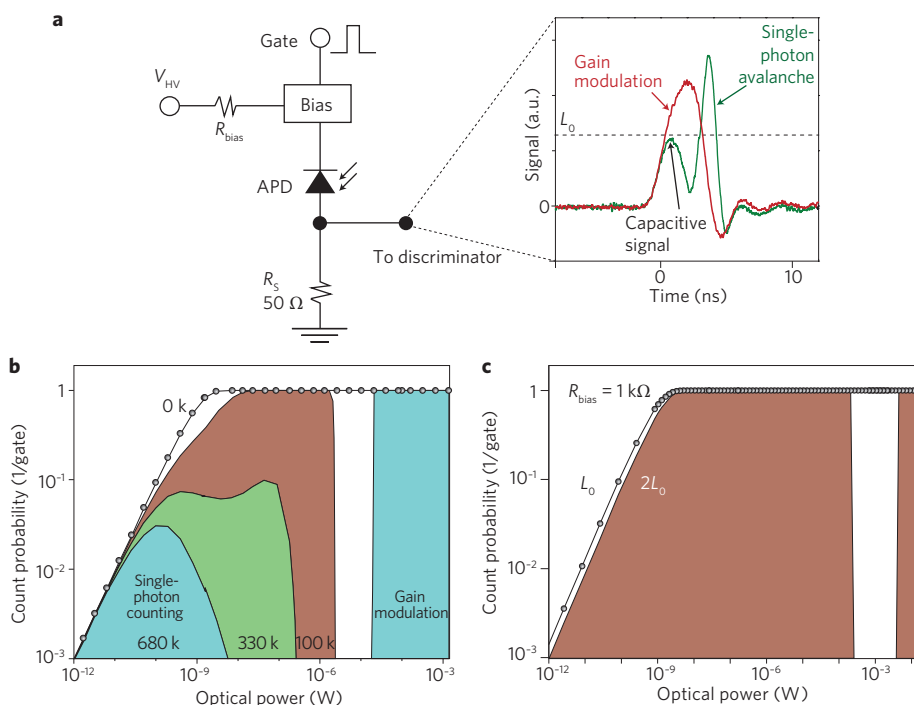 a
Gate
V_HV
R_bias
Bias
APD
To discriminator
R_S
50 Ω
Signal (a.u.)
L_0
0
Gain
modulation
Single-
photon
avalanche
Capacitive
signal
0
10
Time (ns)
b
Count probability (1/gate)
1
10^-1
10^-2
10^-3
0 k
Single-
photon
counting
680 k
330 k
100 k
Gain
modulation
10^-12
10^-9
10^-6
10^-3
Optical power (W)
c
Count probability (1/gate)
1
10^-1
10^-2
10^-3
R_bias = 1 kΩ
L_0
2L_0
10^-12
10^-9
10^-6
10^-3
Optical power (W)